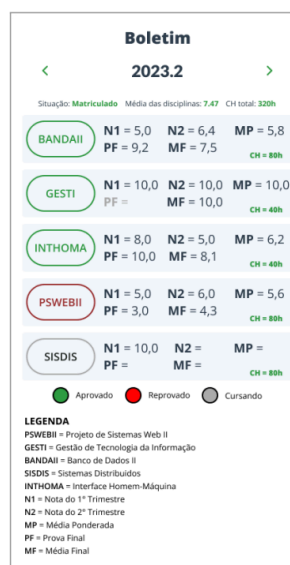 Boletim
< 2023.2 >
Situação: Matriculado Média das disciplinas: 7.47 CH total: 320h
BANDAII
N1 = 5,0 N2 = 6,4 MP = 5,8
PF = 9,2 MF = 7,5
CH = 80h
GESTI
N1 = 10,0 N2 = 10,0 MP = 10,0
PF = MF = 10,0
CH = 40h
INTHOMA
N1 = 8,0 N2 = 5,0 MP = 6,2
PF = 10,0 MF = 8,1
CH = 40h
PSWEBII
N1 = 5,0 N2 = 6,0 MP = 5,6
PF = 3,0 MF = 4,3
CH = 80h
SISDIS
N1 = 10,0 N2 = MP =
PF = MF =
CH = 80h
Aprovado Reprovado Cursando
LEGENDA
PSWEBII = Projeto de Sistemas Web II
GESTI = Gestão de Tecnologia da Informação
BANDAII = Banco de Dados II
SISDIS = Sistemas Distribuidos
INTHOMA = Interface Homem-Máquina
N1 = Nota do 1° Trimestre
N2 = Nota do 2° Trimestre
MP = Média Ponderada
PF = Prova Final
MF = Média Final